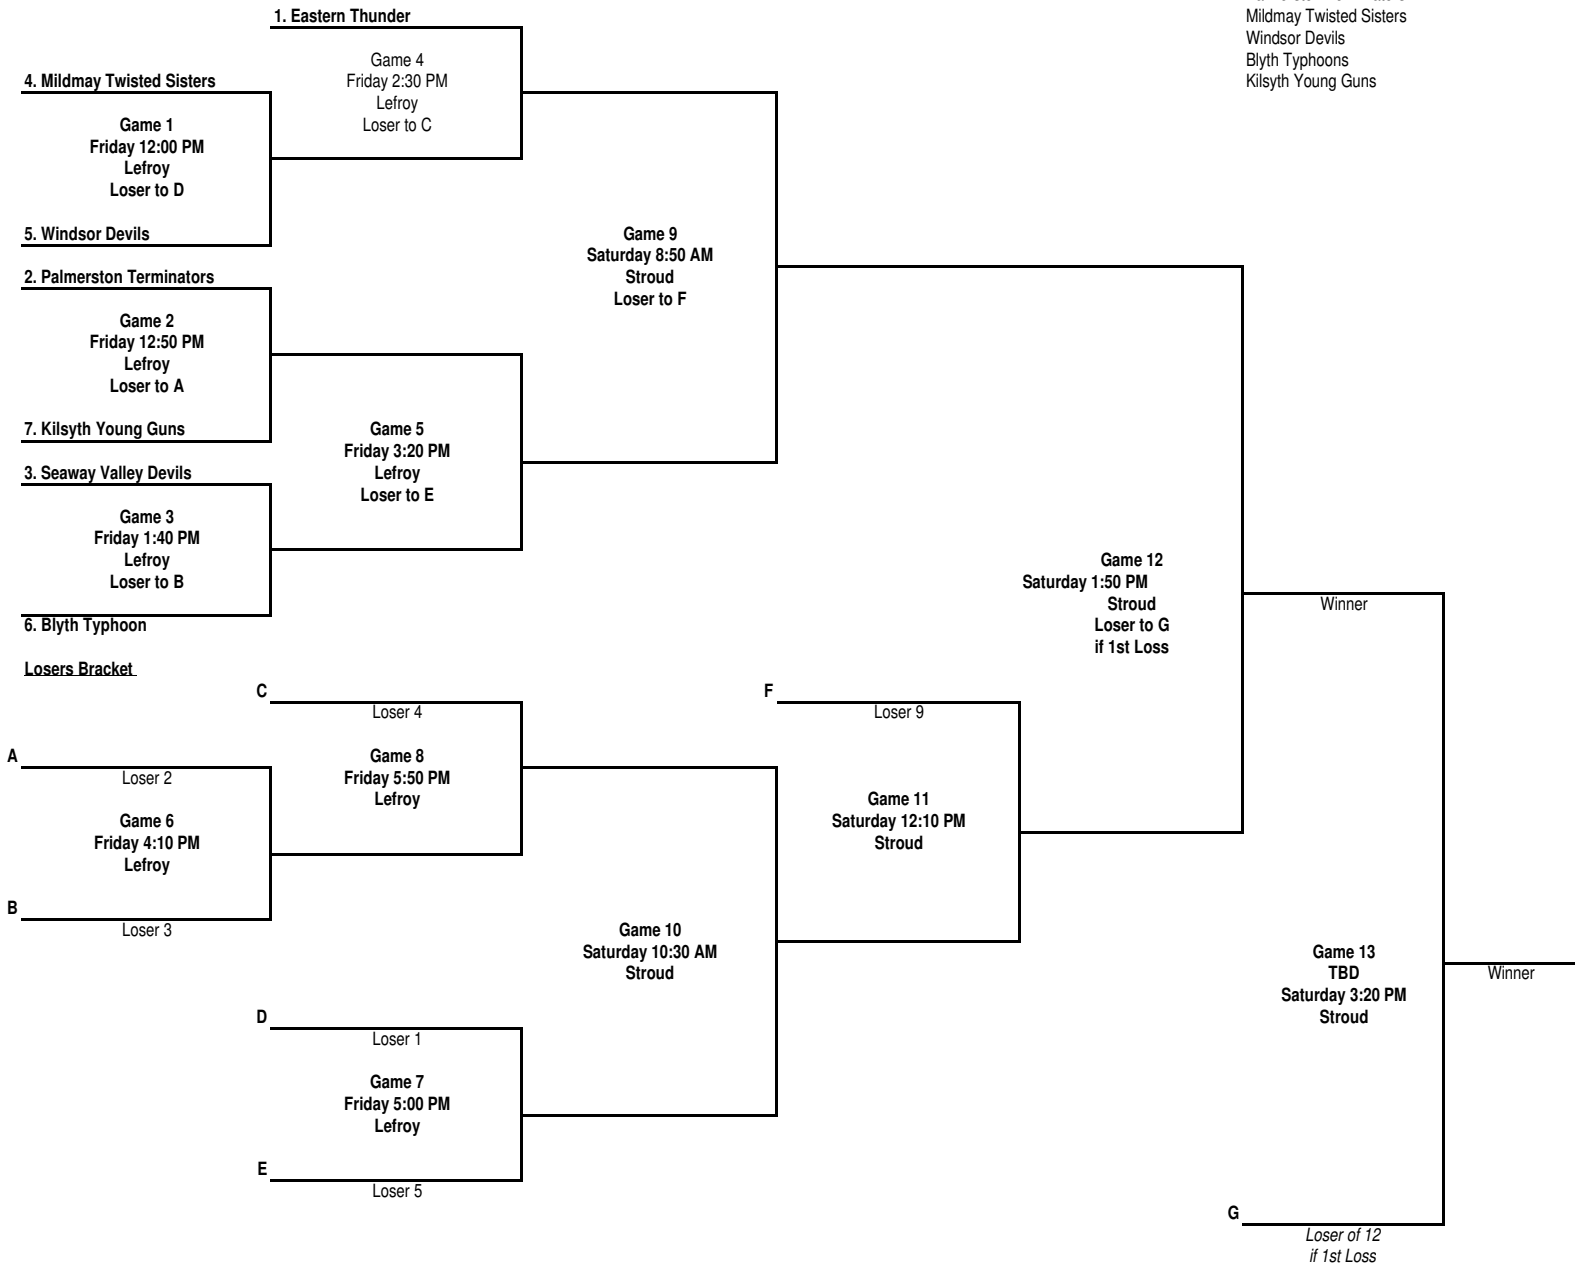 1. Eastern Thunder
Mildmay Twisted Sisters
Windsor Devils
Blyth Typhoons
Kilsyth Young Guns
Game 4
Friday 2:30 PM
Lefroy
Loser to C
4. Mildmay Twisted Sisters
Game 1
Friday 12:00 PM
Lefroy
Loser to D
5. Windsor Devils
Game 9
Saturday 8:50 AM
Stroud
Loser to F
2. Palmerston Terminators
Game 2
Friday 12:50 PM
Lefroy
Loser to A
7. Kilsyth Young Guns
Game 5
Friday 3:20 PM
Lefroy
Loser to E
3. Seaway Valley Devils
Game 3
Friday 1:40 PM
Lefroy
Loser to B
6. Blyth Typhoon
Game 12
Saturday 1:50 PM
Stroud
Loser to G
if 1st Loss
Winner
Losers Bracket
C
Loser 4
F
Loser 9
A
Loser 2
Game 8
Friday 5:50 PM
Lefroy
Game 6
Friday 4:10 PM
Lefroy
Game 11
Saturday 12:10 PM
Stroud
B
Loser 3
Game 10
Saturday 10:30 AM
Stroud
Game 13
TBD
Saturday 3:20 PM
Stroud
Winner
D
Loser 1
Game 7
Friday 5:00 PM
Lefroy
E
Loser 5
G
Loser of 12
if 1st Loss